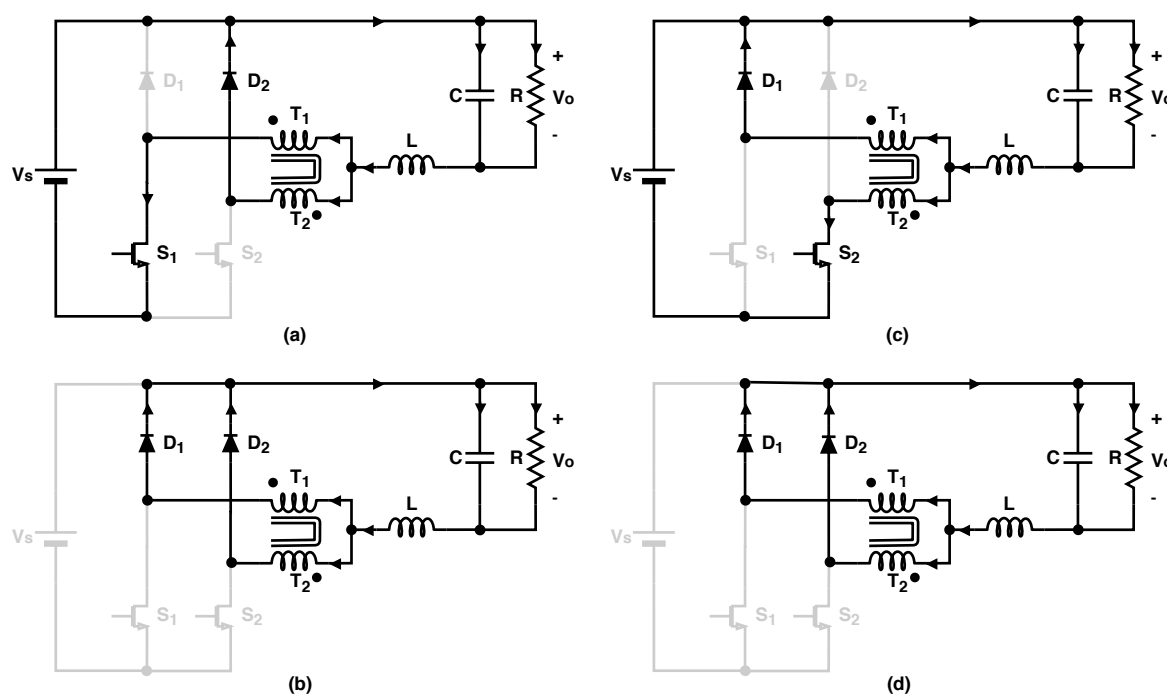 D1
D2
T1
T2
L
C
R
+
Vo
-
Vs
S1
S2
(a)
D1
D2
T1
T2
L
C
R
+
Vo
-
Vs
S1
S2
(c)
D1
D2
T1
T2
L
C
R
+
Vo
-
Vs
S1
S2
(b)
D1
D2
T1
T2
L
C
R
+
Vo
-
Vs
S1
S2
(d)